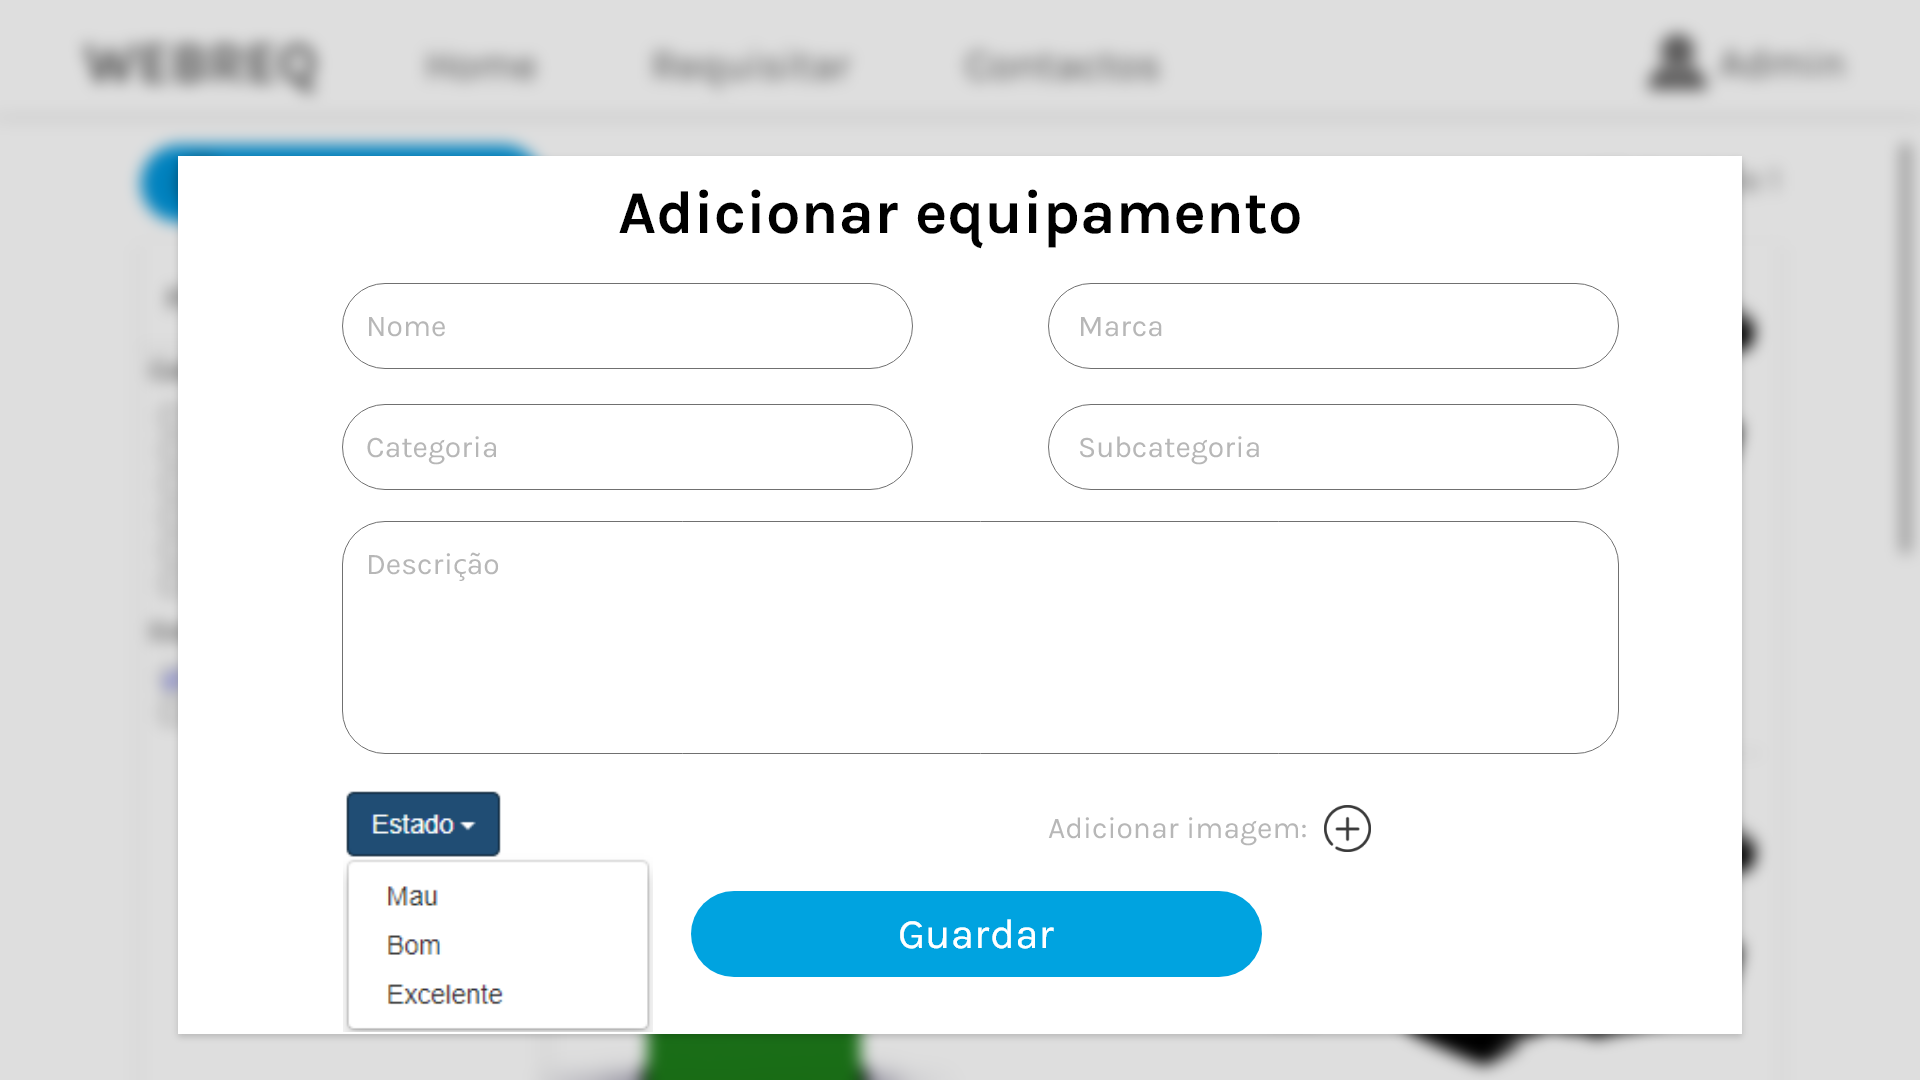 WEBREQ Home Requisitar Contactos Admin
Adicionar equipamento
Nome
Marca
Categoria
Subcategoria
Descrição
Estado
Adicionar imagem:
Mau
Bom
Excelente
Guardar